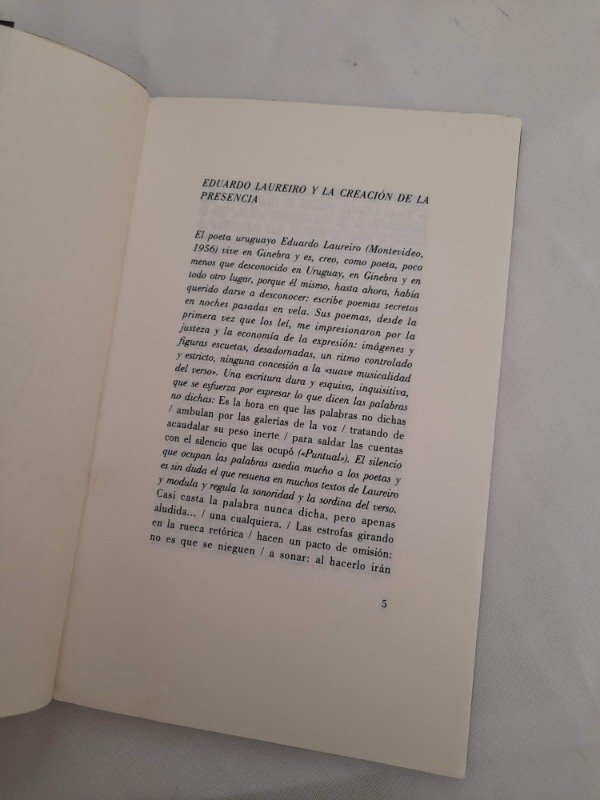 EDUARDO LAUREIRO Y LA CREACIÓN DE LA
PRESENCIA
El poeta uruguayo Eduardo Laureiro (Montevideo,
1956) vive en Ginebra y es, creo, como poeta, poco
menos que desconocido en Uruguay, en Ginebra y en
todo otro lugar, porque él mismo, hasta ahora, había
querido darse a desconocer: escribe poemas secretos
en noches pasadas en vela. Sus poemas, desde la
primera vez que los leí, me impresionaron por la
justeza y la economía de la expresión: imágenes y
figuras escuetas, desadornadas, un ritmo controlado
y estricto, ninguna concesión a la «suave musicalidad
del verso». Una escritura dura y esquiva, inquisitiva,
que se esfuerza por expresar lo que dicen las palabras
no dichas: Es la hora en que las palabras no dichas
/ ambulan por las galerías de la voz / tratando de
acaudalar su peso inerte / para saldar las cuentas
con el silencio que las ocupó («Puntual»). El silencio
que ocupan las palabras asedia mucho a los poetas y
es sin duda el que resuena en muchos textos de Laureiro
y modula y regula la sonoridad y la sordina del verso.
Casi casta la palabra nunca dicha, pero apenas
aludida... / una cualquiera. / Las estrofas girando
en la rueca retórica / hacen un pacto de omisión:
no es que se nieguen / a sonar: al hacerlo irán
5